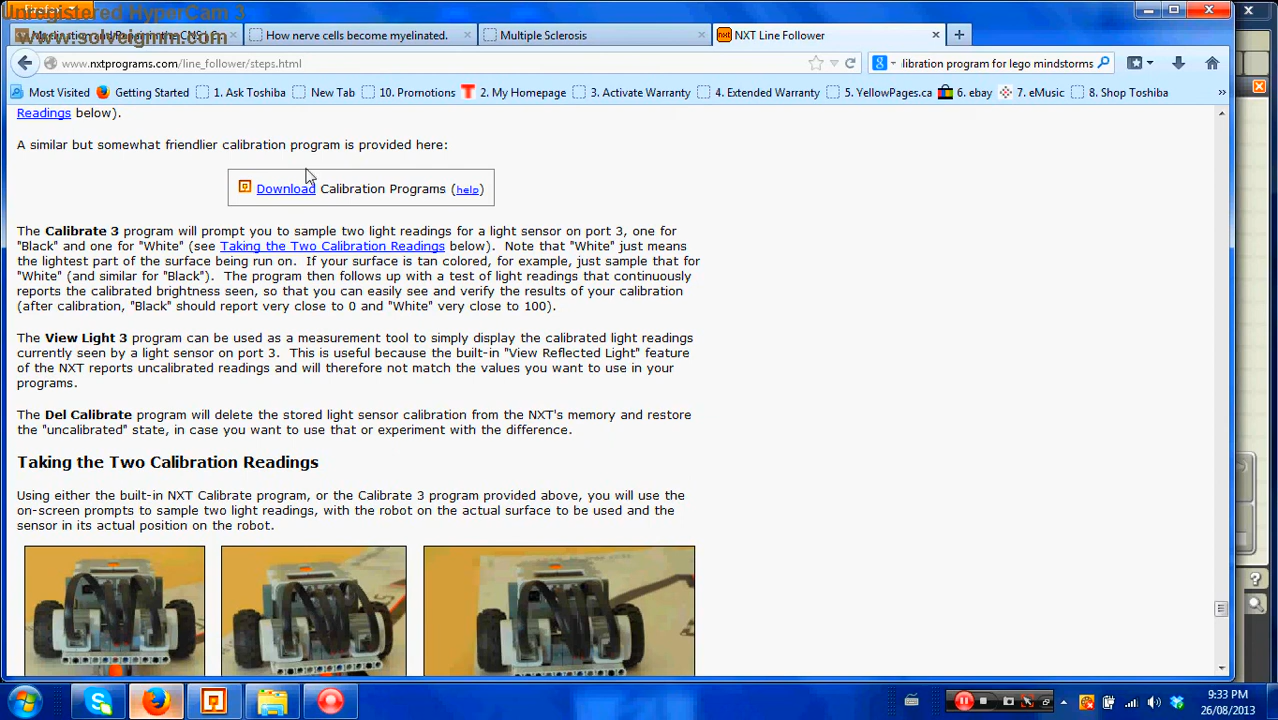 Unregistered HyperCam 3
www.solveigmm.com
How nerve cells become myelinated.
Multiple Sclerosis
NXT Line Follower
www.nxtprograms.com/line_follower/steps.html
libration program for lego mindstorms
Most Visited
Getting Started
1. Ask Toshiba
New Tab
10. Promotions
2. My Homepage
3. Activate Warranty
4. Extended Warranty
5. YellowPages.ca
6. ebay
7. eMusic
8. Shop Toshiba
Readings below).
A similar but somewhat friendlier calibration program is provided here:
Download Calibration Programs (help)
The Calibrate 3 program will prompt you to sample two light readings for a light sensor on port 3, one for
"Black" and one for "White" (see Taking the Two Calibration Readings below). Note that "White" just means
the lightest part of the surface being run on. If your surface is tan colored, for example, just sample that for
"White" (and similar for "Black"). The program then follows up with a test of light readings that continuously
reports the calibrated brightness seen, so that you can easily see and verify the results of your calibration
(after calibration, "Black" should report very close to 0 and "White" very close to 100).
The View Light 3 program can be used as a measurement tool to simply display the calibrated light readings
currently seen by a light sensor on port 3. This is useful because the built-in "View Reflected Light" feature
of the NXT reports uncalibrated readings and will therefore not match the values you want to use in your
programs.
The Del Calibrate program will delete the stored light sensor calibration from the NXT's memory and restore
the "uncalibrated" state, in case you want to use that or experiment with the difference.
Taking the Two Calibration Readings
Using either the built-in NXT Calibrate program, or the Calibrate 3 program provided above, you will use the
on-screen prompts to sample two light readings, with the robot on the actual surface to be used and the
sensor in its actual position on the robot.
9:33 PM
26/08/2013